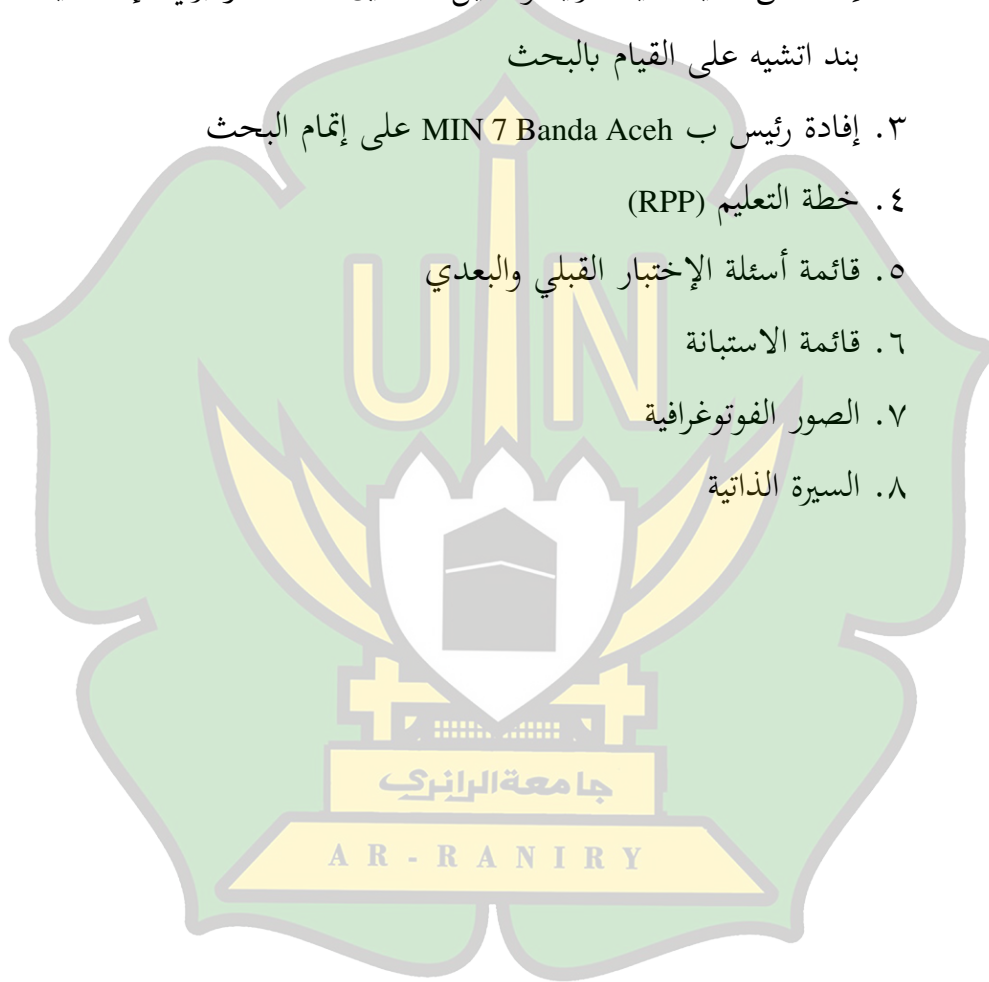 بند اتشيه على القيام بالبحث
٣. إفادة رئيس ب MIN 7 Banda Aceh على إتمام البحث
٤. خطة التعليم (RPP)
٥. قائمة أسئلة الإختبار القبلي والبعدي
٦. قائمة الاستبانة
٧. الصور الفوتوغرافية
٨. السيرة الذاتية
UIN
جامعة الرانري
AR-RANIRY